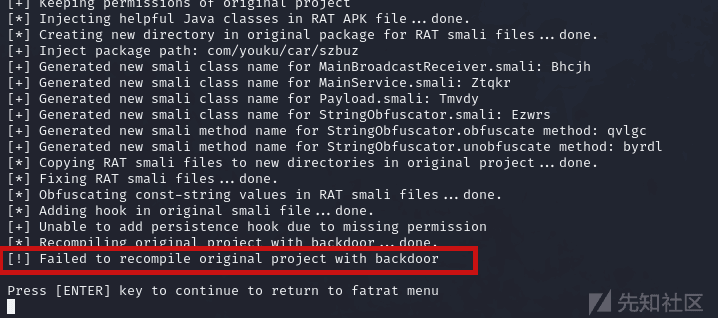 [+] Keeping permissions of original project
[*] Injecting helpful Java classes in RAT APK file...done.
[*] Creating new directory in original package for RAT smali files...done.
[+] Inject package path: com/youku/car/szbuz
[+] Generated new smali class name for MainBroadcastReceiver.smali: Bhcjh
[+] Generated new smali class name for MainService.smali: Ztqkr
[+] Generated new smali class name for Payload.smali: Tmvdy
[+] Generated new smali class name for StringObfuscator.smali: Ezwrs
[+] Generated new smali method name for StringObfuscator.obfuscate method: qvlgc
[+] Generated new smali method name for StringObfuscator.unobfuscate method: byrdl
[*] Copying RAT smali files to new directories in original project...done.
[*] Fixing RAT smali files...done.
[*] Obfuscating const-string values in RAT smali files...done.
[*] Adding hook in original smali file...done.
[+] Unable to add persistence hook due to missing permission
[*] Recompiling original project with backdoor...done.
[!] Failed to recompile original project with backdoor
Press [ENTER] key to continue to return to fatrat menu
先知社区